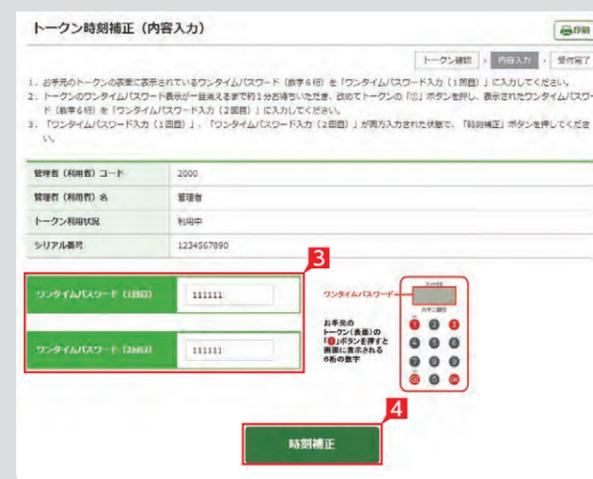 トークン時刻補正（内容入力）
印刷
トークン確認 › 内容入力 › 受付完了
1. お手元のトークンの表面に表示されているワンタイムパスワード（数字6桁）を「ワンタイムパスワード入力（1回目）」に入力してください。
2. トークンのワンタイムパスワード表示が一旦消えるまで約1分お待ちいただき、改めてトークンの「①」ボタンを押し、表示されたワンタイムパスワー
ド（数字6桁）を「ワンタイムパスワード入力（2回目）」に入力してください。
3. 「ワンタイムパスワード入力（1回目）」、「ワンタイムパスワード入力（2回目）」が両方入力された状態で、「時刻補正」ボタンを押してくださ
い。
管理者（利用者）コード 2000
管理者（利用者）名 管理者
トークン利用状況 利用中
シリアル番号 1234567890
3
ワンタイムパスワード（1回目） 111111
ワンタイムパスワード（2回目） 111111
ワンタイムパスワード
お手元の
トークン（表面）の
「①」ボタンを押すと
画面に表示される
6桁の数字
八十二銀行
4
時刻補正